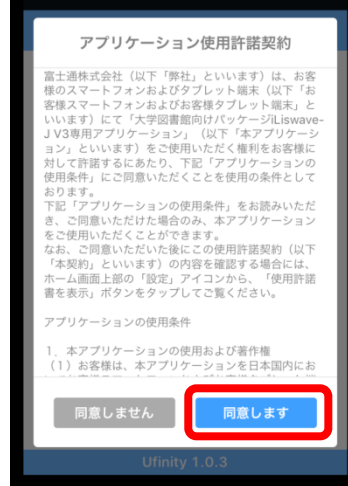 アプリケーション使用許諾契約
富士通株式会社（以下「弊社」といいます）は、お客
様のスマートフォンおよびタブレット端末（以下「お
客様スマートフォンおよびお客様タブレット端末」と
いいます）にて「大学図書館向けパッケージiLiswave-
J V3専用アプリケーション」（以下「本アプリケーシ
ョン」といいます）をご使用いただく権利をお客様に
対して許諾するにあたり、下記「アプリケーションの
使用条件」にご同意いただくことを使用の条件として
おります。
下記「アプリケーションの使用条件」をお読みいただ
き、ご同意いただけた場合のみ、本アプリケーション
をご使用いただくことができます。
なお、ご同意いただいた後にこの使用許諾契約（以下
「本契約」といいます）の内容を確認する場合には、
ホーム画面上部の「設定」アイコンから、「使用許諾
書を表示」ボタンをタップしてご覧ください。
アプリケーションの使用条件
１．本アプリケーションの使用および著作権
（１）お客様は、本アプリケーションを日本国内にお
同意しません
同意します
Ufinity 1.0.3